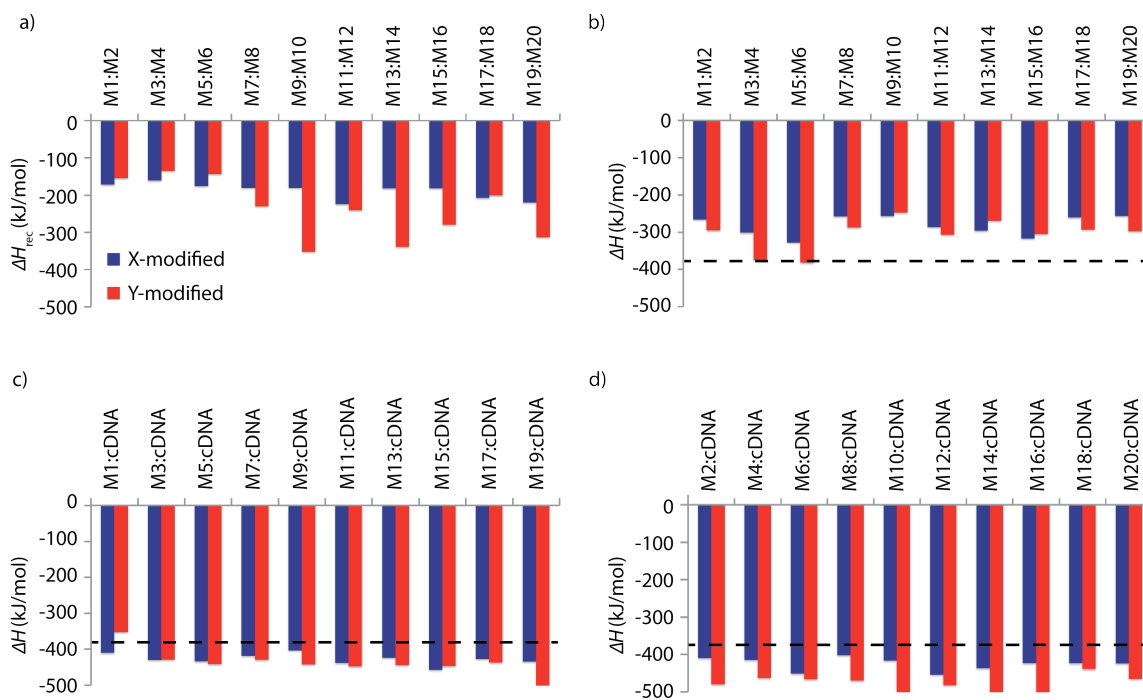 a)
M1:M2
M3:M4
M5:M6
M7:M8
M9:M10
M11:M12
M13:M14
M15:M16
M17:M18
M19:M20
0
-100
-200
-300
-400
-500
ΔHrec (kJ/mol)
X-modified
Y-modified
b)
M1:M2
M3:M4
M5:M6
M7:M8
M9:M10
M11:M12
M13:M14
M15:M16
M17:M18
M19:M20
0
-100
-200
-300
-400
-500
ΔH (kJ/mol)
c)
M1:cDNA
M3:cDNA
M5:cDNA
M7:cDNA
M9:cDNA
M11:cDNA
M13:cDNA
M15:cDNA
M17:cDNA
M19:cDNA
0
-100
-200
-300
-400
-500
ΔH (kJ/mol)
d)
M2:cDNA
M4:cDNA
M6:cDNA
M8:cDNA
M10:cDNA
M12:cDNA
M14:cDNA
M16:cDNA
M18:cDNA
M20:cDNA
0
-100
-200
-300
-400
-500
ΔH (kJ/mol)